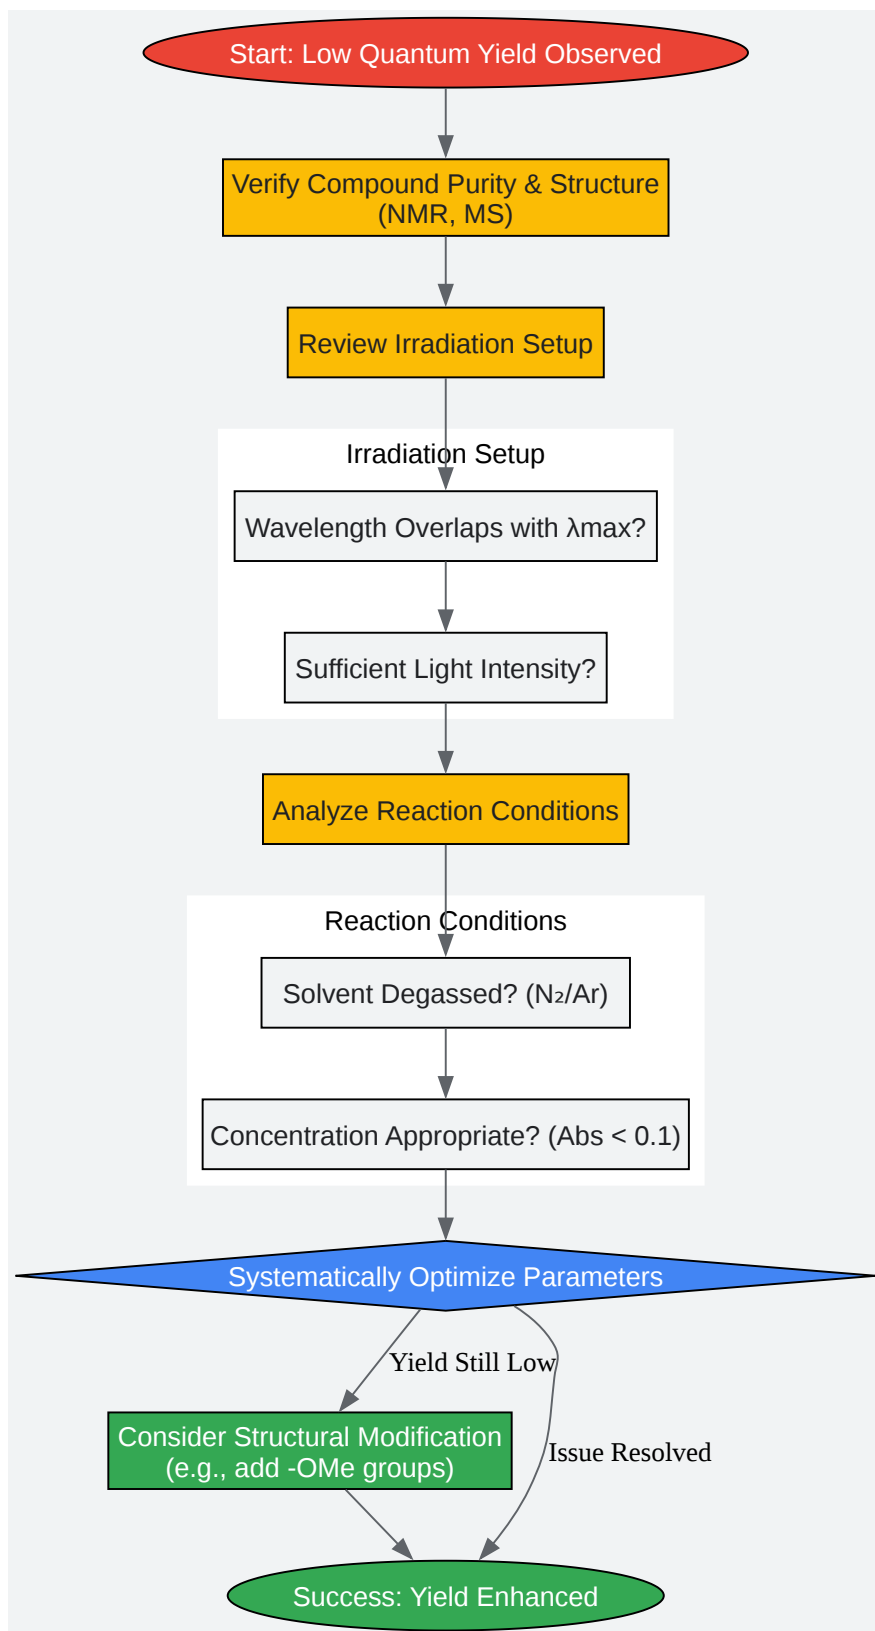 Start: Low Quantum Yield Observed
Verify Compound Purity & Structure
(NMR, MS)
Review Irradiation Setup
Irradiation Setup
Wavelength Overlaps with λmax?
Sufficient Light Intensity?
Analyze Reaction Conditions
Reaction Conditions
Solvent Degassed? (N₂/Ar)
Concentration Appropriate? (Abs < 0.1)
Systematically Optimize Parameters
Yield Still Low
Consider Structural Modification
(e.g., add -OMe groups)
Issue Resolved
Success: Yield Enhanced